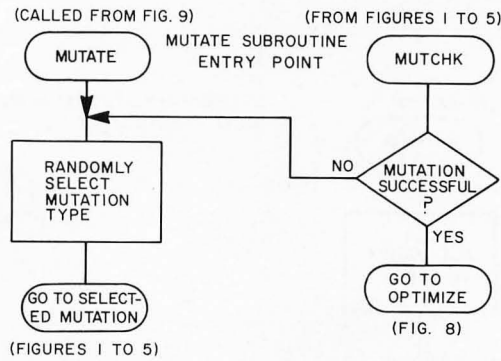 (CALLED FROM FIG. 9)
MUTATE
MUTATE SUBROUTINE
ENTRY POINT
(FROM FIGURES 1 TO 5)
MUTCHK
RANDOMLY
SELECT
MUTATION
TYPE
NO
MUTATION
SUCCESSFUL
?
YES
GO TO SELECT-
ED MUTATION
(FIGURES 1 TO 5)
GO TO
OPTIMIZE
(FIG. 8)